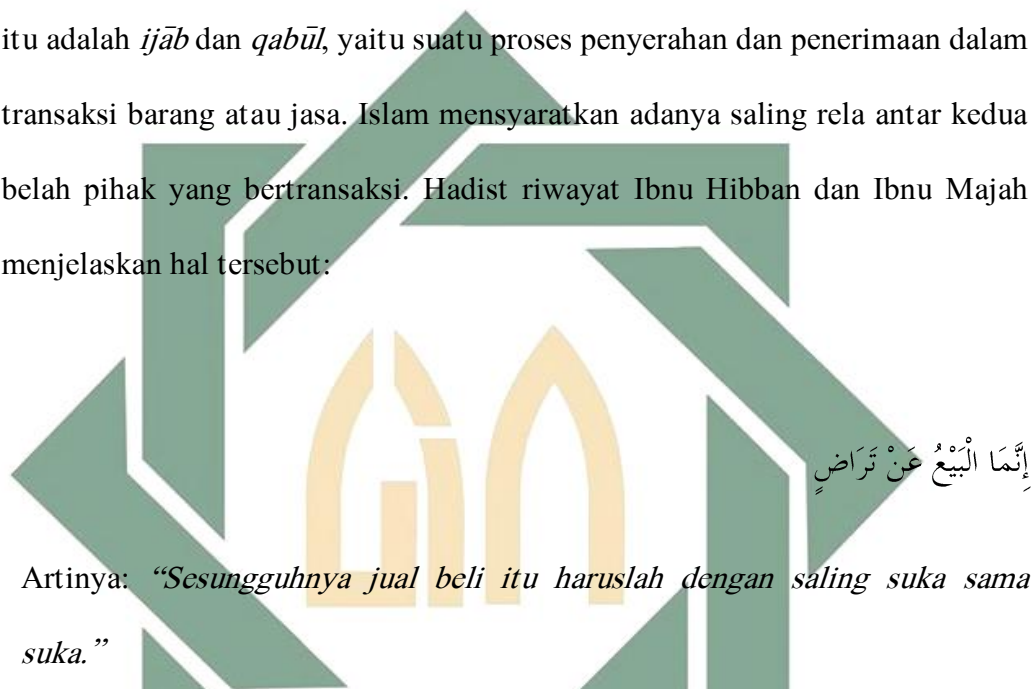 itu adalah ijāb dan qabūl, yaitu suatu proses penyerahan dan penerimaan dalam
transaksi barang atau jasa. Islam mensyaratkan adanya saling rela antar kedua
belah pihak yang bertransaksi. Hadist riwayat Ibnu Hibban dan Ibnu Majah
menjelaskan hal tersebut:
إِنَّمَا الْبَيْعُ عَنْ تَرَاضٍ
Artinya: “Sesungguhnya jual beli itu haruslah dengan saling suka sama
suka.”